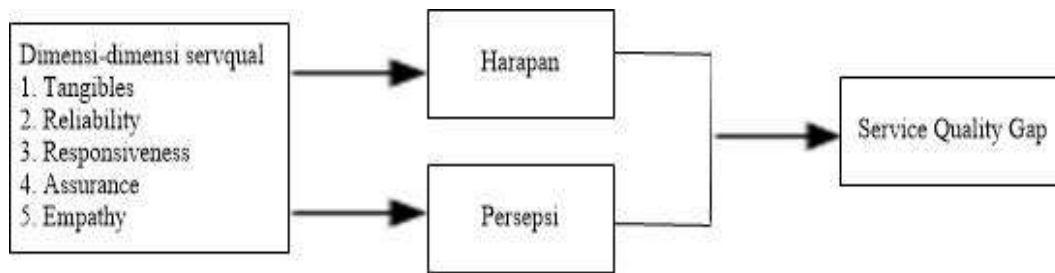 Dimensi-dimensi servqual
1. Tangibles
2. Reliability
3. Responsiveness
4. Assurance
5. Empathy
Harapan
Persepsi
Service Quality Gap